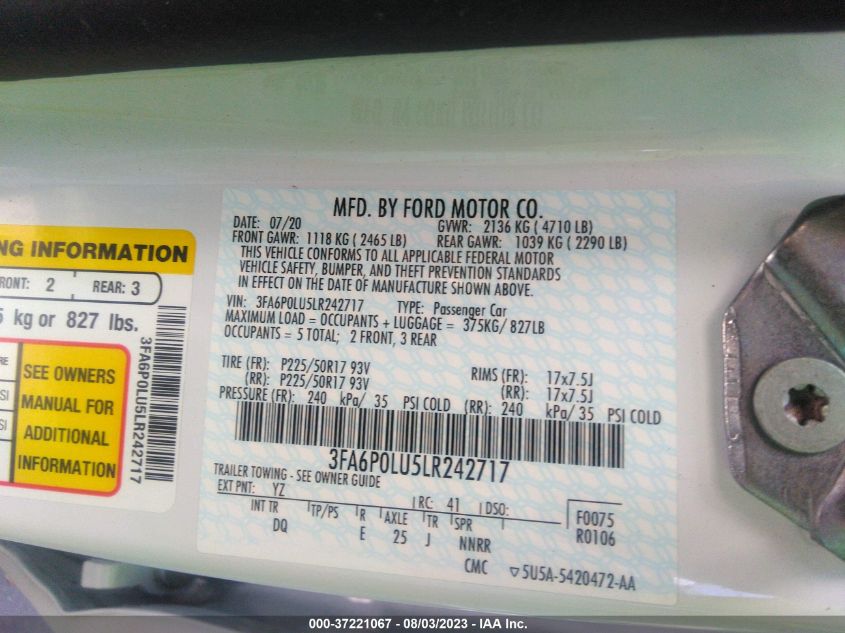 MFD. BY FORD MOTOR CO.
DATE: 07/20 GVWR: 2136 KG ( 4710 LB)
FRONT GAWR: 1118 KG ( 2465 LB) REAR GAWR: 1039 KG ( 2290 LB)
THIS VEHICLE CONFORMS TO ALL APPLICABLE FEDERAL MOTOR
VEHICLE SAFETY, BUMPER, AND THEFT PREVENTION STANDARDS
IN EFFECT ON THE DATE OF MANUFACTURE SHOWN ABOVE.
VIN: 3FA6P0LU5LR242717 TYPE: Passenger Car
MAXIMUM LOAD = OCCUPANTS + LUGGAGE = 375KG/ 827LB
OCCUPANTS = 5 TOTAL; 2 FRONT, 3 REAR
TIRE (FR): P225/50R17 93V RIMS (FR): 17x7.5J
(RR): P225/50R17 93V (RR): 17x7.5J
PRESSURE (FR): 240 kPa/ 35 PSI COLD (RR): 240 kPa/ 35 PSI COLD
3FA6P0LU5LR242717
TRAILER TOWING - SEE OWNER GUIDE
EXT PNT: YZ RC: 41 DSO: F0075
INT TR TP/PS R AXLE TR SPR R0106
DQ E 25 J NNRR
CMC 5U5A-5420472-AA
NG INFORMATION
FRONT: 2 REAR: 3
5 kg or 827 lbs.
RE
SI
SI
SEE OWNERS
MANUAL FOR
ADDITIONAL
INFORMATION
3FA6P0LU5LR242717
000-37221067 - 08/03/2023 - IAA Inc.